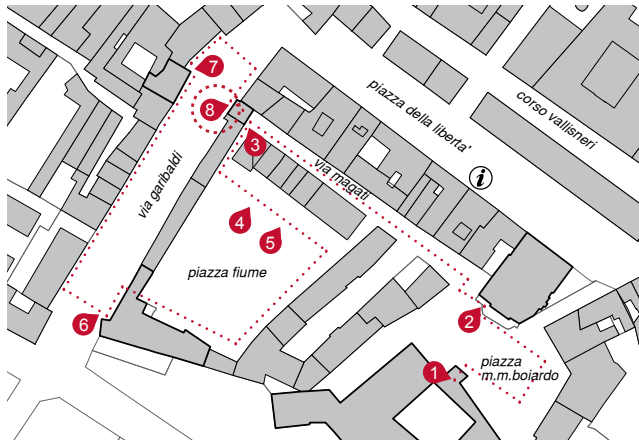 7
8
3
piazza della liberta'
corso vallisneri
via garibaldi
via magati
i
4
5
piazza fiume
6
2
1
piazza
m.m.boiardo